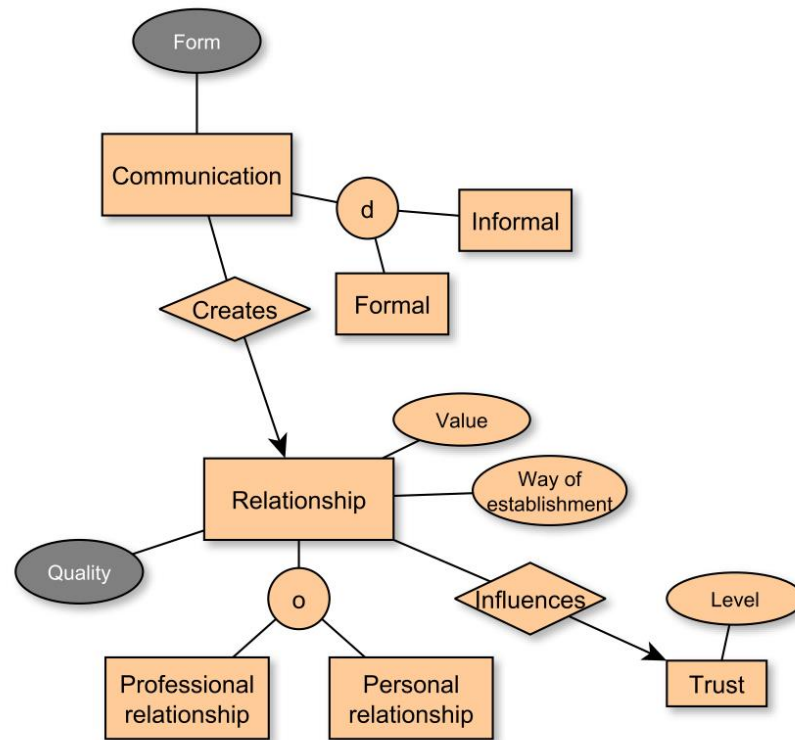 Form
Communication
d
Informal
Formal
Creates
Value
Relationship
Way of
establishment
Quality
o
Influences
Level
Professional
relationship
Personal
relationship
Trust